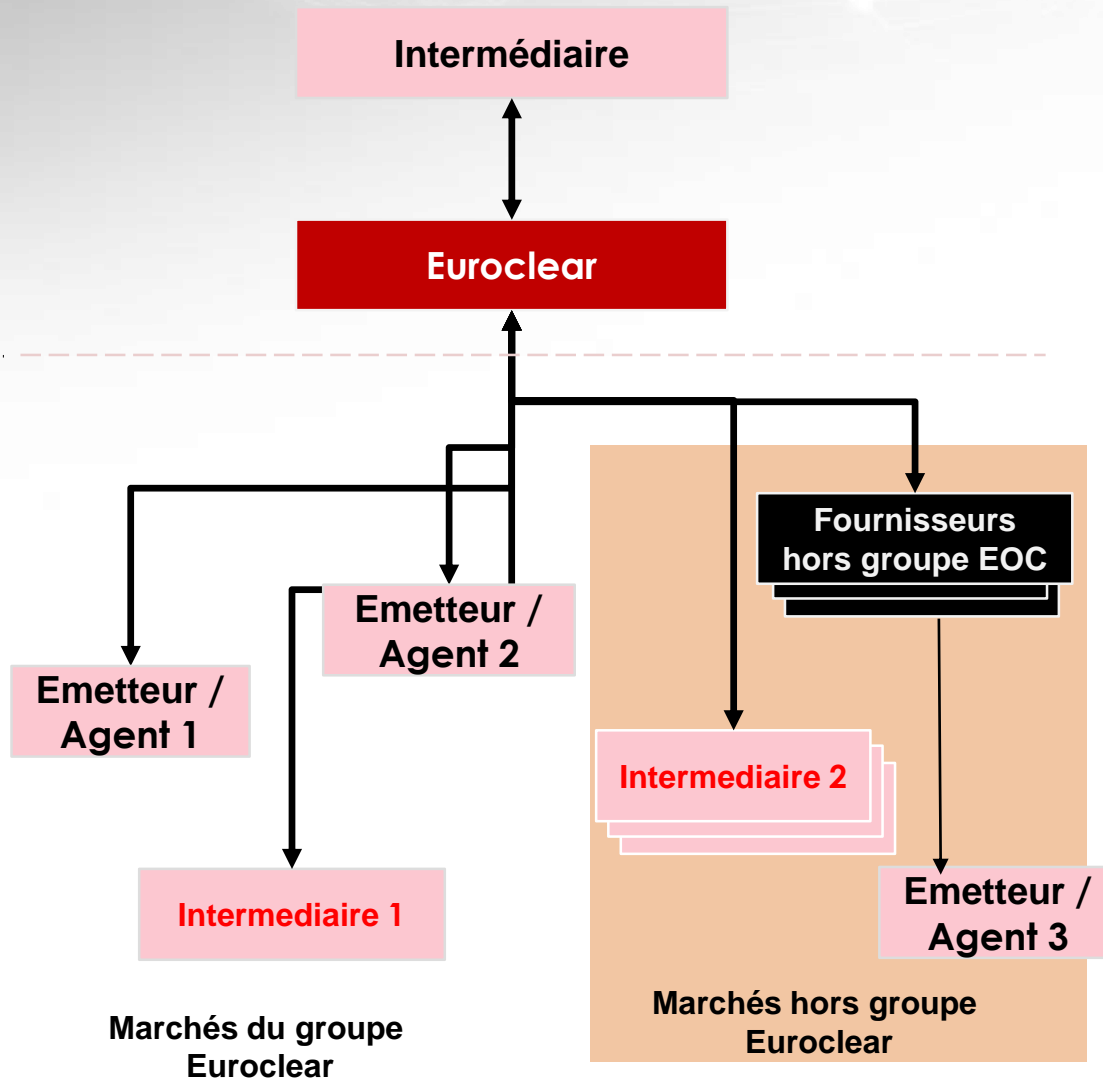 Intermédiaire
Euroclear
Fournisseurs
hors groupe EOC
Emetteur /
Agent 2
Emetteur /
Agent 1
Intermediaire 2
Intermediaire 1
Emetteur /
Agent 3
Marchés du groupe
Euroclear
Marchés hors groupe
Euroclear